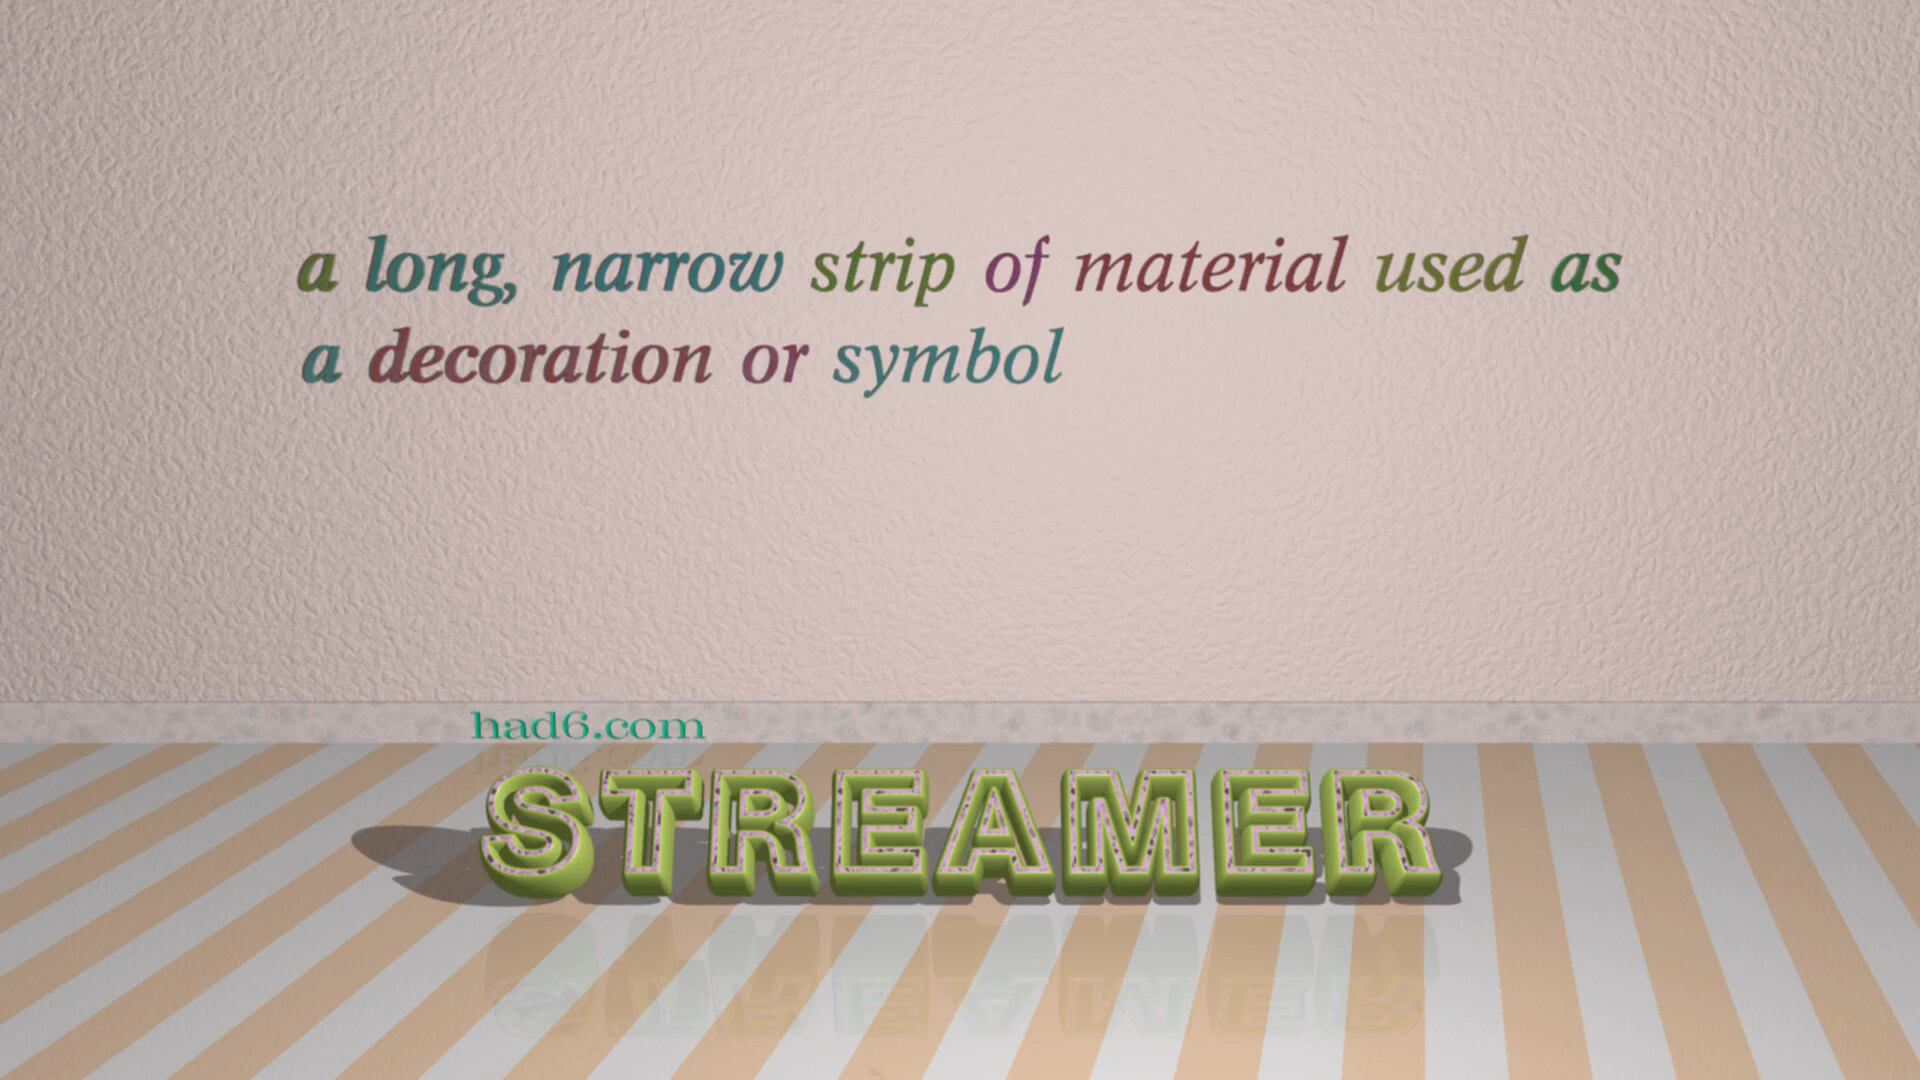 a long, narrow strip of material used as
a decoration or symbol
had6.com
STREAMER